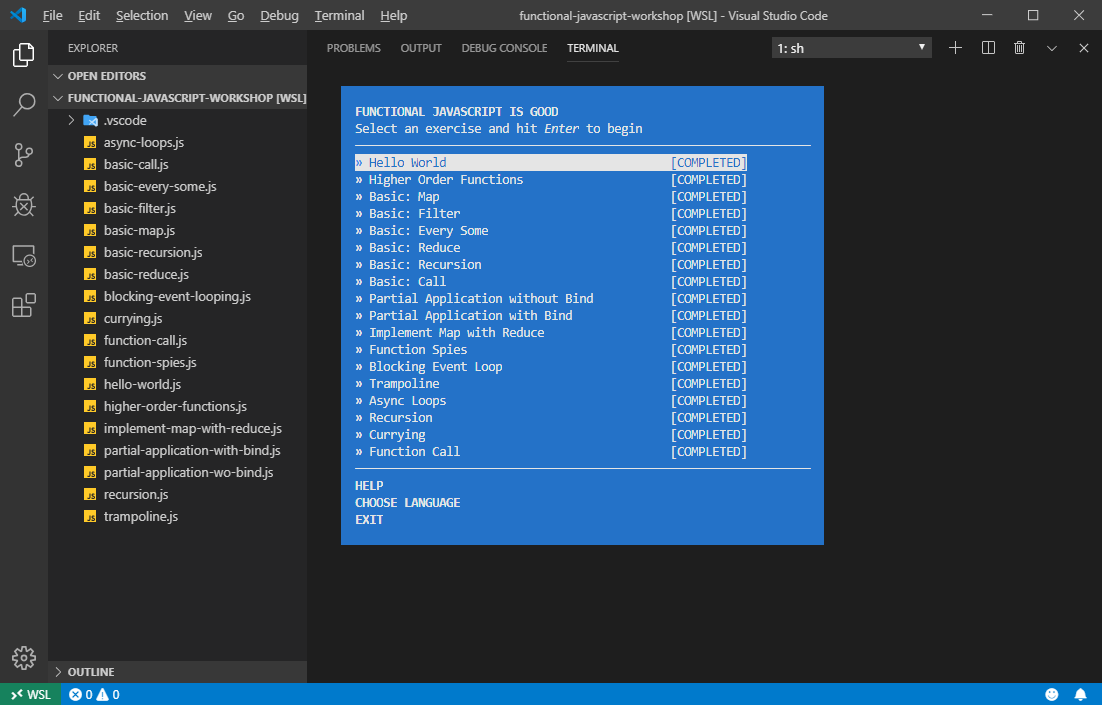 File Edit Selection View Go Debug Terminal Help functional-javascript-workshop [WSL] - Visual Studio Code
EXPLORER
OPEN EDITORS
FUNCTIONAL-JAVASCRIPT-WORKSHOP [WSL]
.vscode
async-loops.js
basic-call.js
basic-every-some.js
basic-filter.js
basic-map.js
basic-recursion.js
basic-reduce.js
blocking-event-looping.js
currying.js
function-call.js
function-spies.js
hello-world.js
higher-order-functions.js
implement-map-with-reduce.js
partial-application-with-bind.js
partial-application-wo-bind.js
recursion.js
trampoline.js
OUTLINE
PROBLEMS OUTPUT DEBUG CONSOLE TERMINAL 1: sh
FUNCTIONAL JAVASCRIPT IS GOOD
Select an exercise and hit Enter to begin
» Hello World [COMPLETED]
» Higher Order Functions [COMPLETED]
» Basic: Map [COMPLETED]
» Basic: Filter [COMPLETED]
» Basic: Every Some [COMPLETED]
» Basic: Reduce [COMPLETED]
» Basic: Recursion [COMPLETED]
» Basic: Call [COMPLETED]
» Partial Application without Bind [COMPLETED]
» Partial Application with Bind [COMPLETED]
» Implement Map with Reduce [COMPLETED]
» Function Spies [COMPLETED]
» Blocking Event Loop [COMPLETED]
» Trampoline [COMPLETED]
» Async Loops [COMPLETED]
» Recursion [COMPLETED]
» Currying [COMPLETED]
» Function Call [COMPLETED]
HELP
CHOOSE LANGUAGE
EXIT
WSL 0 0